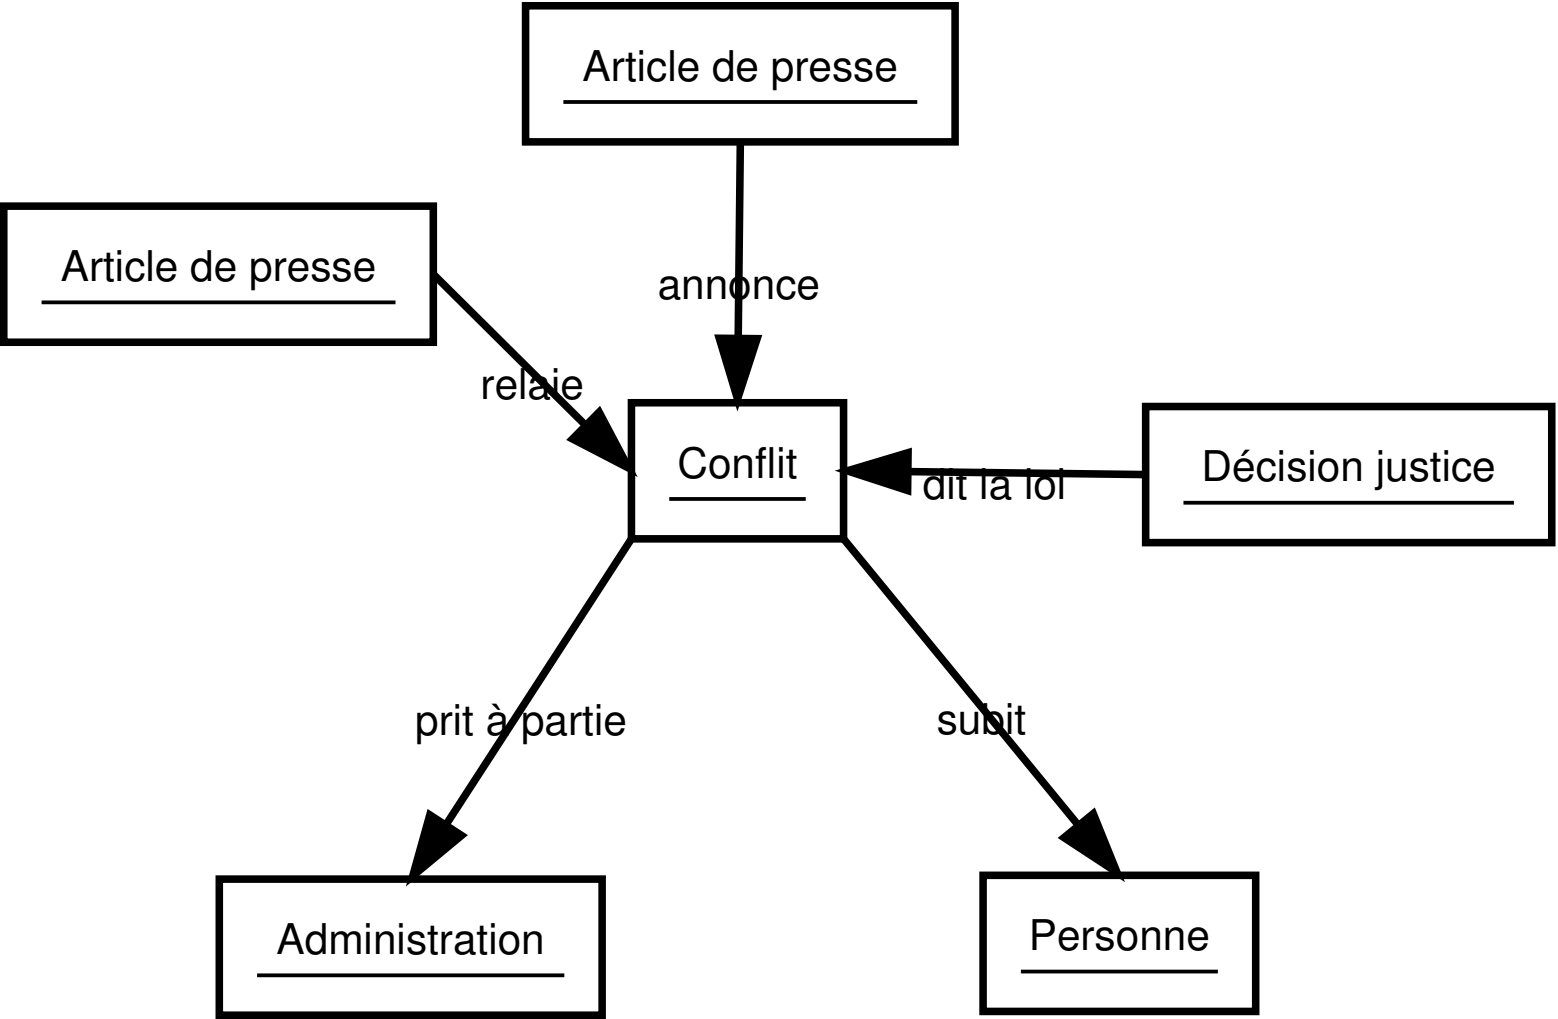 Article de presse
Article de presse
annonce
relaie
Conflit
Décision justice
dit la loI
prit à partie
subit
Administration
Personne